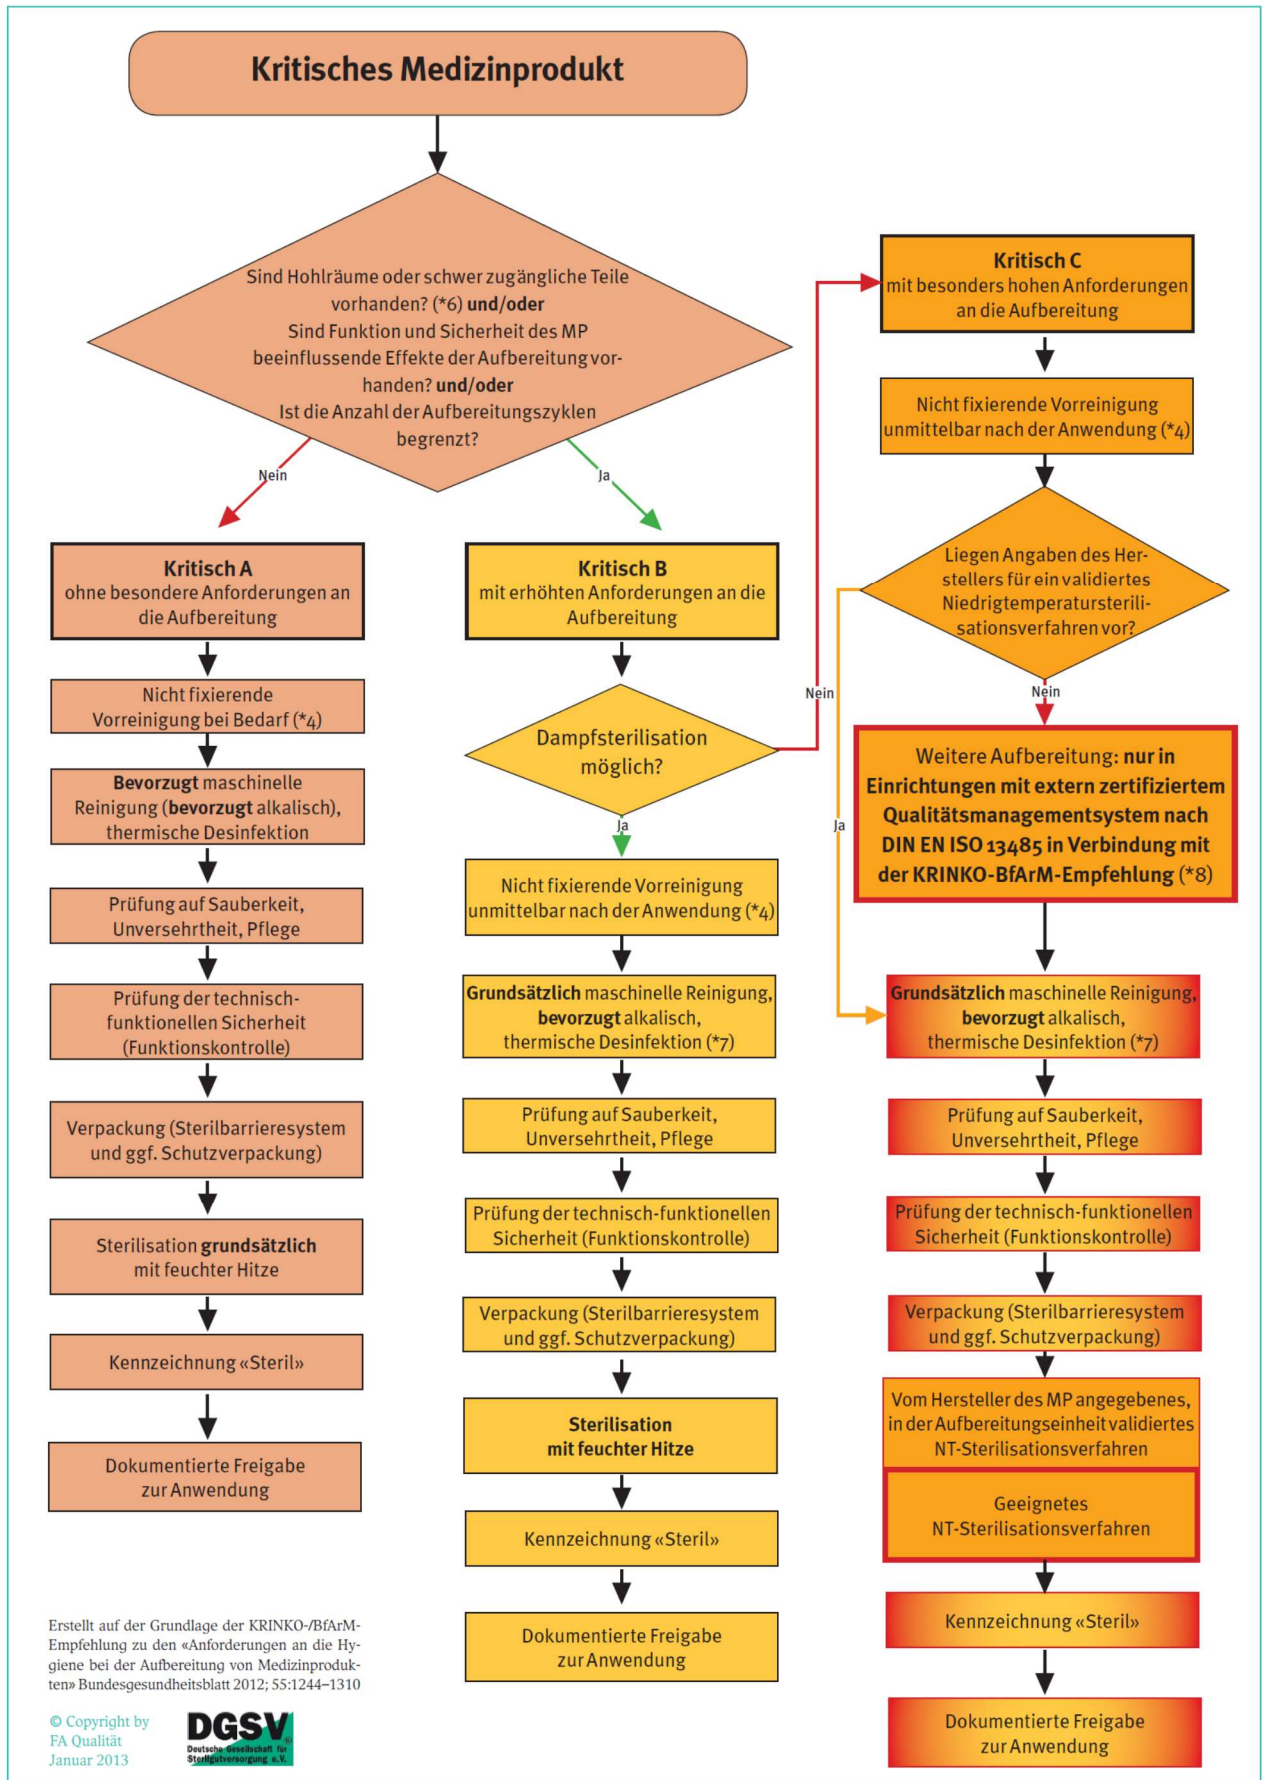 Kritisches Medizinprodukt
Sind Hohlräume oder schwer zugängliche Teile
vorhanden? (*6) und/oder
Sind Funktion und Sicherheit des MP
beeinflussende Effekte der Aufbereitung vor-
handen? und/oder
Ist die Anzahl der Aufbereitungszyklen
begrenzt?
Nein
Ja
Kritisch A
ohne besondere Anforderungen an
die Aufbereitung
Nicht fixierende
Vorreinigung bei Bedarf (*4)
Bevorzugt maschinelle
Reinigung (bevorzugt alkalisch),
thermische Desinfektion
Prüfung auf Sauberkeit,
Unversehrtheit, Pflege
Prüfung der technisch-
funktionellen Sicherheit
(Funktionskontrolle)
Verpackung (Sterilbarrieresystem
und ggf. Schutzverpackung)
Sterilisation grundsätzlich
mit feuchter Hitze
Kennzeichnung «Steril»
Dokumentierte Freigabe
zur Anwendung
Kritisch B
mit erhöhten Anforderungen an die
Aufbereitung
Dampfsterilisation
möglich?
Nein
Ja
Nicht fixierende Vorreinigung
unmittelbar nach der Anwendung (*4)
Grundsätzlich maschinelle Reinigung,
bevorzugt alkalisch,
thermische Desinfektion (*7)
Prüfung auf Sauberkeit,
Unversehrtheit, Pflege
Prüfung der technisch-funktionellen
Sicherheit (Funktionskontrolle)
Verpackung (Sterilbarrieresystem
und ggf. Schutzverpackung)
Sterilisation
mit feuchter Hitze
Kennzeichnung «Steril»
Dokumentierte Freigabe
zur Anwendung
Kritisch C
mit besonders hohen Anforderungen
an die Aufbereitung
Nicht fixierende Vorreinigung
unmittelbar nach der Anwendung (*4)
Liegen Angaben des Her-
stellers für ein validiertes
Niedrigtemperatursterili-
sationsverfahren vor?
Nein
Ja
Weitere Aufbereitung: nur in
Einrichtungen mit extern zertifiziertem
Qualitätsmanagementsystem nach
DIN EN ISO 13485 in Verbindung mit
der KRINKO-BfArM-Empfehlung (*8)
Grundsätzlich maschinelle Reinigung,
bevorzugt alkalisch,
thermische Desinfektion (*7)
Prüfung auf Sauberkeit,
Unversehrtheit, Pflege
Prüfung der technisch-funktionellen
Sicherheit (Funktionskontrolle)
Verpackung (Sterilbarrieresystem
und ggf. Schutzverpackung)
Vom Hersteller des MP angegebenes,
in der Aufbereitungseinheit validiertes
NT-Sterilisationsverfahren
Geeignetes
NT-Sterilisationsverfahren
Kennzeichnung «Steril»
Dokumentierte Freigabe
zur Anwendung
Erstellt auf der Grundlage der KRINKO-/BfArM-
Empfehlung zu den «Anforderungen an die Hy-
giene bei der Aufbereitung von Medizinproduk-
ten» Bundesgesundheitsblatt 2012; 55:1244–1310
© Copyright by
FA Qualität
Januar 2013
DGSV®
Deutsche Gesellschaft für
Sterilgutversorgung e.V.